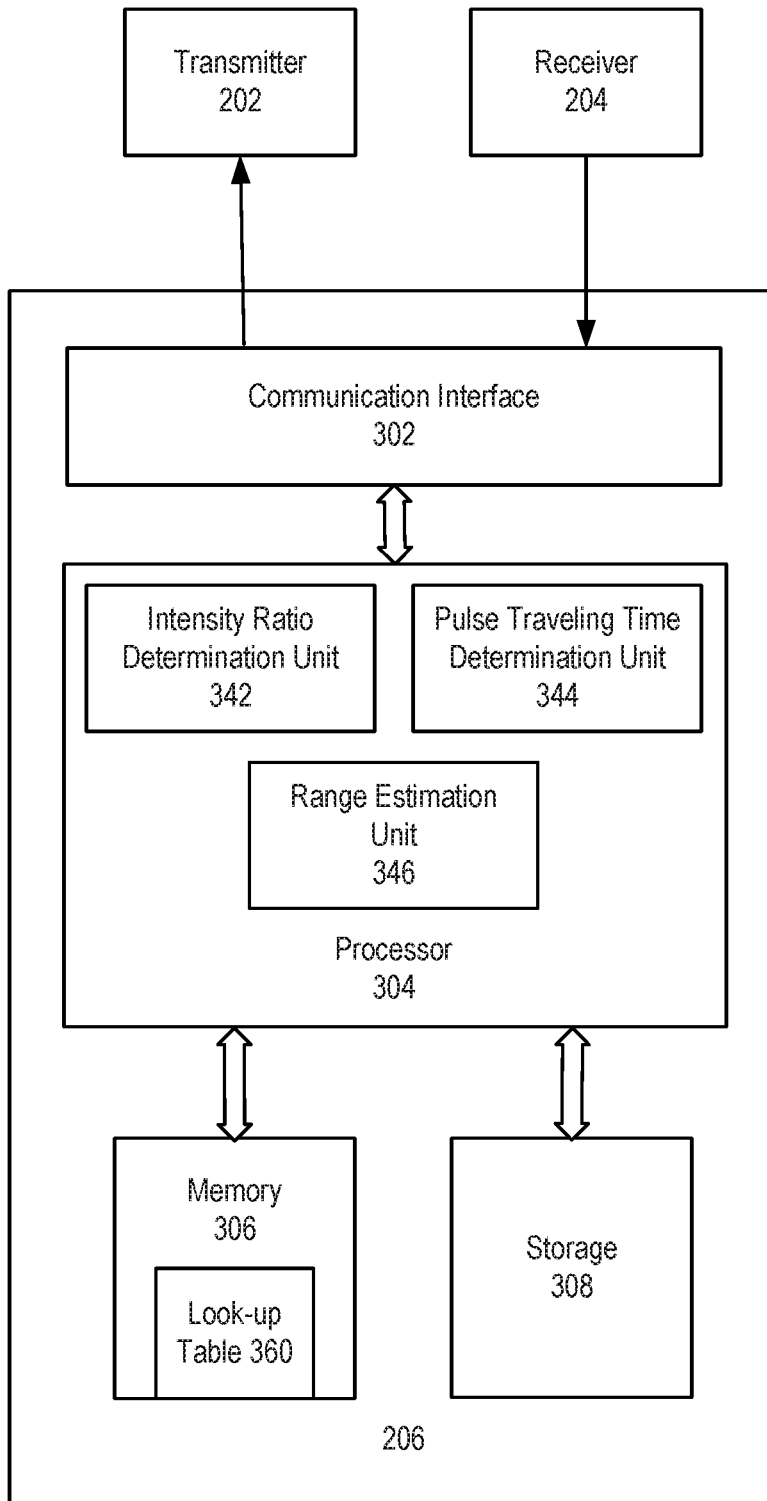 Transmitter
202
Receiver
204
Communication Interface
302
Intensity Ratio
Determination Unit
342
Pulse Traveling Time
Determination Unit
344
Range Estimation
Unit
346
Processor
304
Memory
306
Look-up
Table 360
Storage
308
206